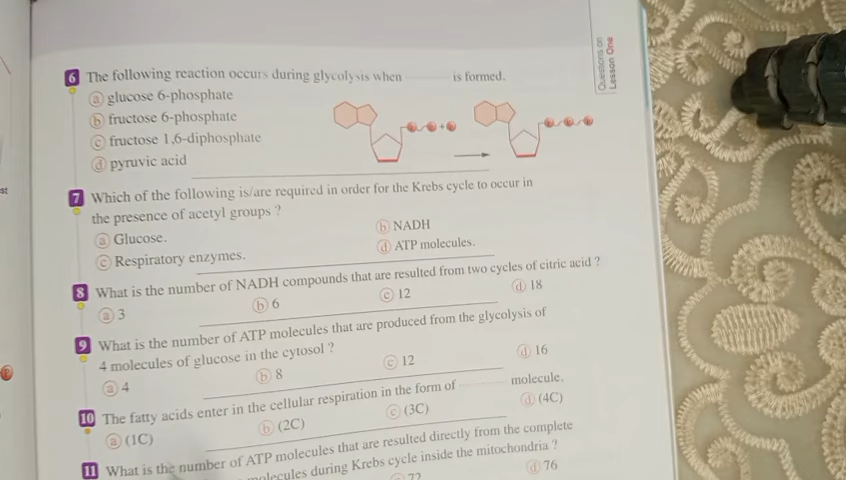 Questions on
Lesson One
6 The following reaction occurs during glycolysis when ........ is formed.
a glucose 6-phosphate
b fructose 6-phosphate
c fructose 1,6-diphosphate
d pyruvic acid
7 Which of the following is/are required in order for the Krebs cycle to occur in
the presence of acetyl groups ?
a Glucose.
b NADH
c Respiratory enzymes.
d ATP molecules.
8 What is the number of NADH compounds that are resulted from two cycles of citric acid ?
a 3
b 6
c 12
d 18
9 What is the number of ATP molecules that are produced from the glycolysis of
4 molecules of glucose in the cytosol ?
a 4
b 8
c 12
d 16
10 The fatty acids enter in the cellular respiration in the form of ........ molecule.
a (1C)
b (2C)
c (3C)
d (4C)
11 What is the number of ATP molecules that are resulted directly from the complete
molecules during Krebs cycle inside the mitochondria ?
d 76